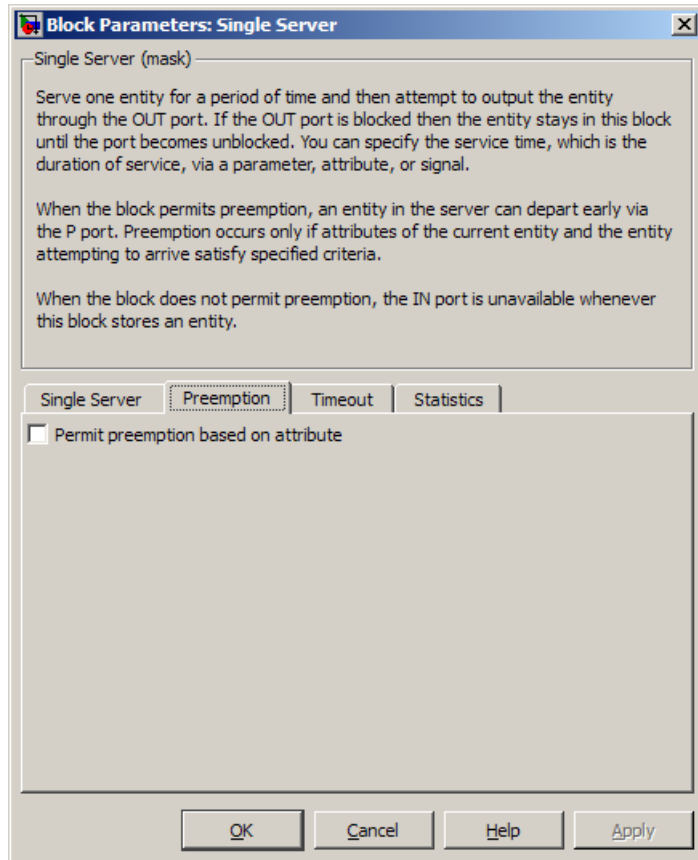 Block Parameters: Single Server
Single Server (mask)
Serve one entity for a period of time and then attempt to output the entity
through the OUT port. If the OUT port is blocked then the entity stays in this block
until the port becomes unblocked. You can specify the service time, which is the
duration of service, via a parameter, attribute, or signal.
When the block permits preemption, an entity in the server can depart early via
the P port. Preemption occurs only if attributes of the current entity and the entity
attempting to arrive satisfy specified criteria.
When the block does not permit preemption, the IN port is unavailable whenever
this block stores an entity.
Single Server Preemption Timeout Statistics
Permit preemption based on attribute
OK Cancel Help Apply